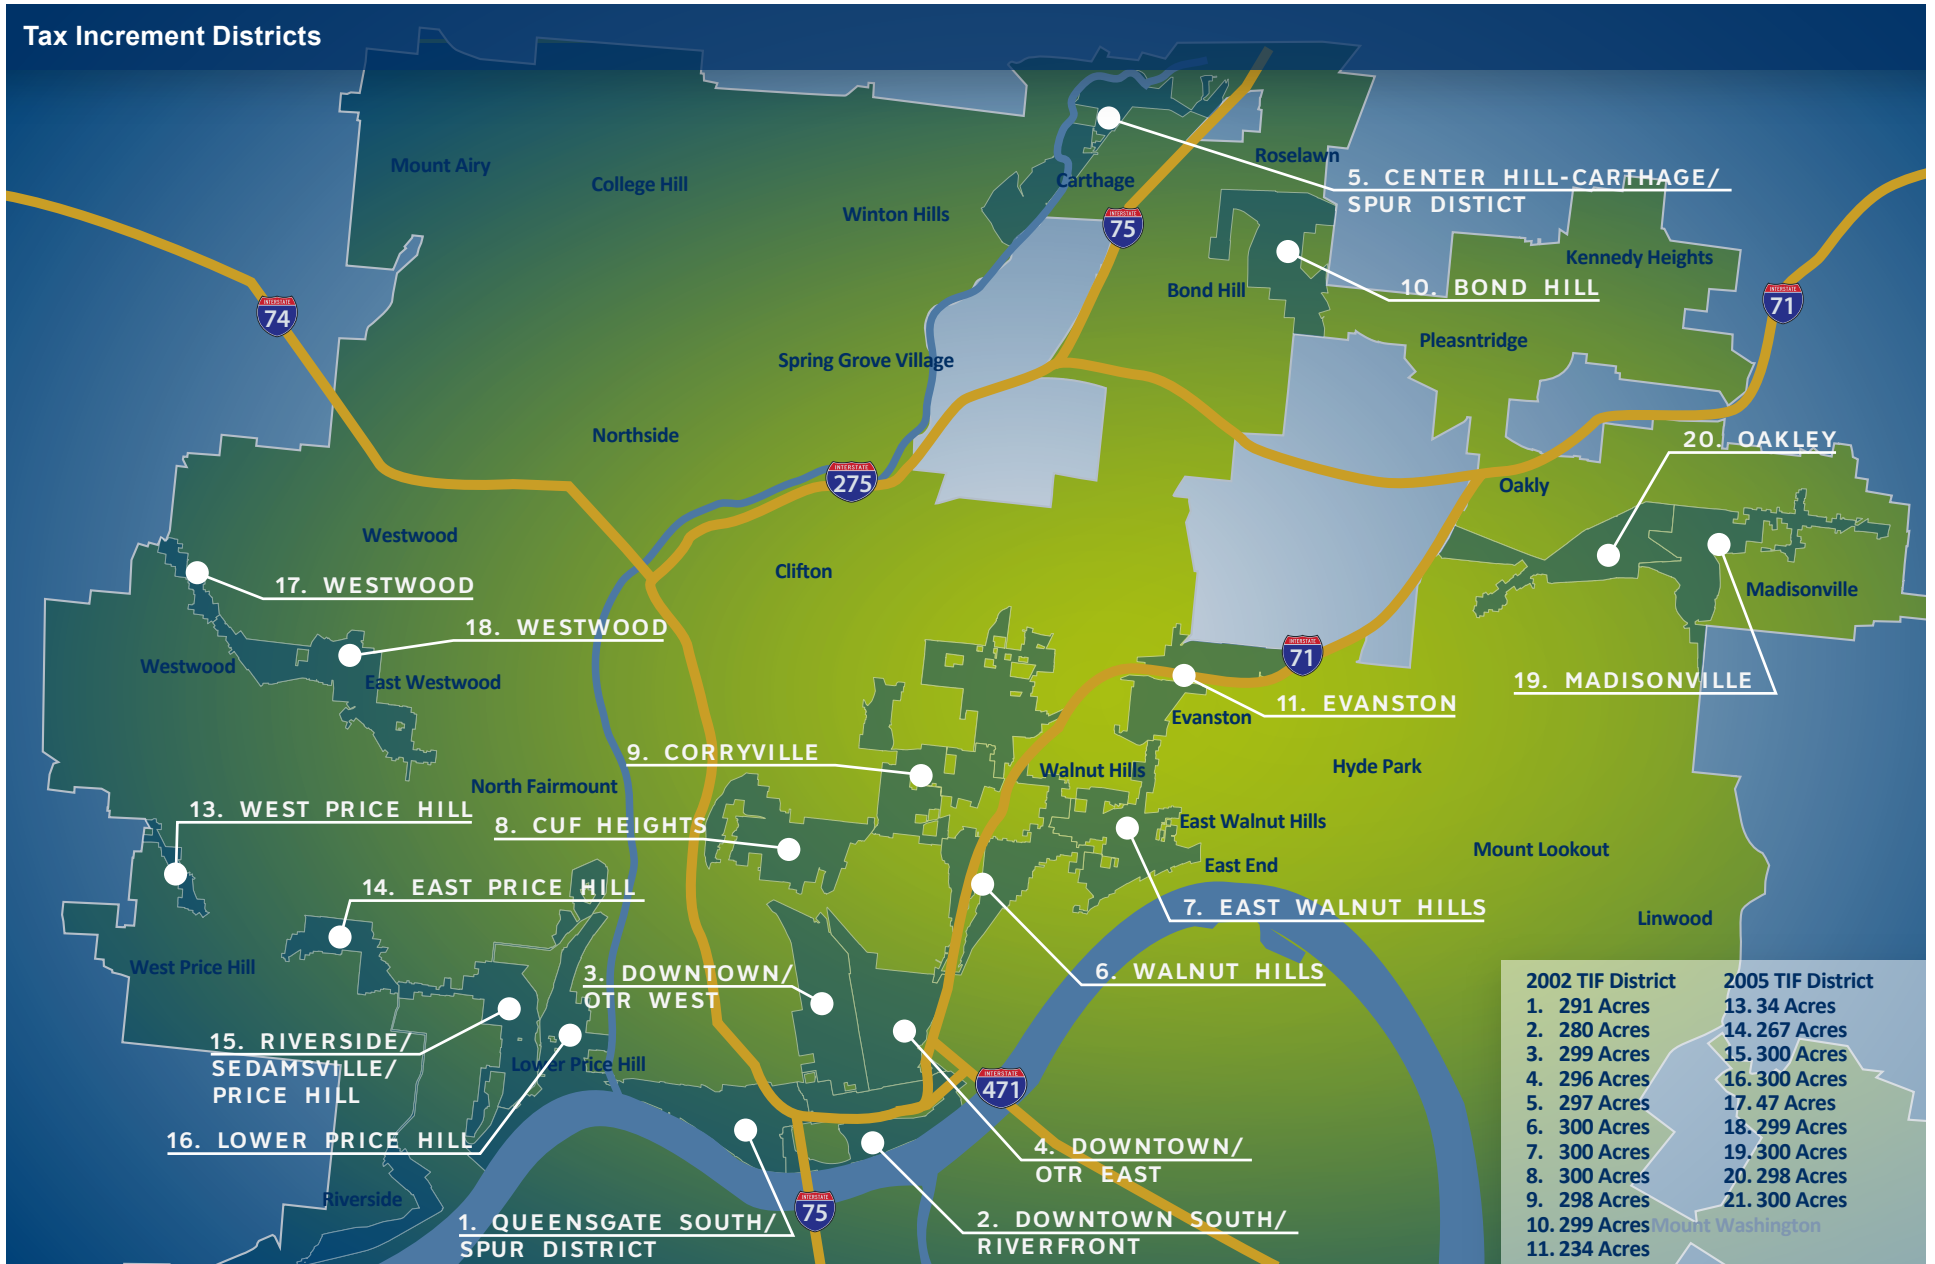 Tax Increment Districts
Mount Airy
College Hill
Winton Hills
Carthage
Roselawn
5. CENTER HILL-CARTHAGE/
SPUR DISTICT
INTERSTATE
75
Kennedy Heights
10. BOND HILL
Bond Hill
INTERSTATE
74
INTERSTATE
71
Pleasntridge
Spring Grove Village
Northside
20. OAKLEY
INTERSTATE
275
Oakly
Westwood
Clifton
17. WESTWOOD
Madisonville
18. WESTWOOD
INTERSTATE
71
Westwood
East Westwood
19. MADISONVILLE
11. EVANSTON
Evanston
9. CORRYVILLE
Walnut Hills
Hyde Park
North Fairmount
13. WEST PRICE HILL
8. CUF HEIGHTS
East Walnut Hills
Mount Lookout
East End
14. EAST PRICE HILL
7. EAST WALNUT HILLS
Linwood
West Price Hill
3. DOWNTOWN/
OTR WEST
6. WALNUT HILLS
15. RIVERSIDE/
SEDAMSVILLE/
PRICE HILL
Lower Price Hill
INTERSTATE
471
16. LOWER PRICE HILL
4. DOWNTOWN/
OTR EAST
Riverside
INTERSTATE
75
1. QUEENSGATE SOUTH/
SPUR DISTRICT
2. DOWNTOWN SOUTH/
RIVERFRONT
2002 TIF District
1. 291 Acres
2. 280 Acres
3. 299 Acres
4. 296 Acres
5. 297 Acres
6. 300 Acres
7. 300 Acres
8. 300 Acres
9. 298 Acres
10. 299 Acres
11. 234 Acres
2005 TIF District
13. 34 Acres
14. 267 Acres
15. 300 Acres
16. 300 Acres
17. 47 Acres
18. 299 Acres
19. 300 Acres
20. 298 Acres
21. 300 Acres
Mount Washington